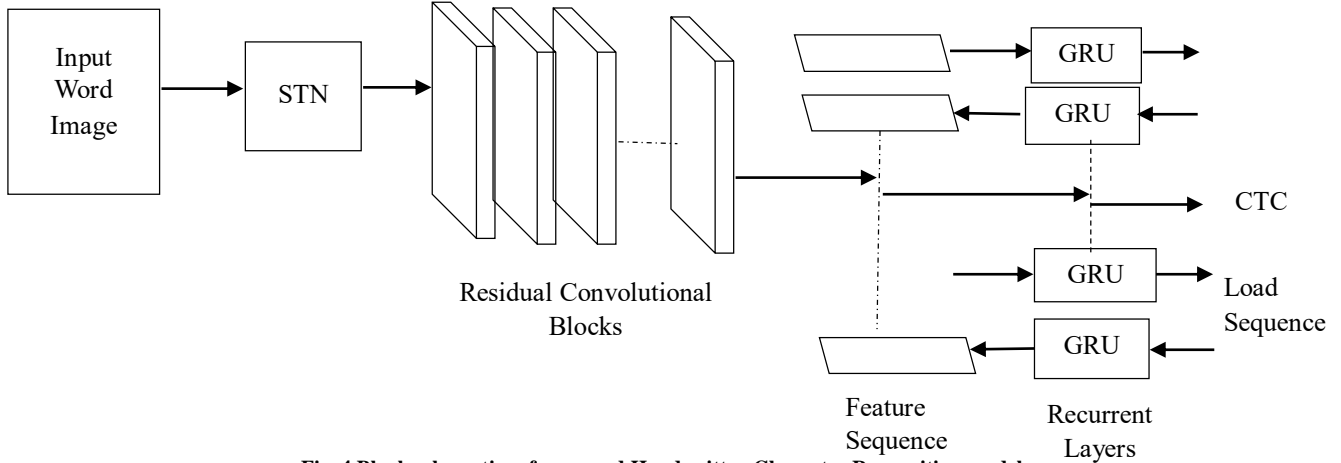 Input
Word
Image
STN
Residual Convolutional
Blocks
GRU
GRU
CTC
GRU
Load
Sequence
GRU
Feature
Sequence
Recurrent
Layers